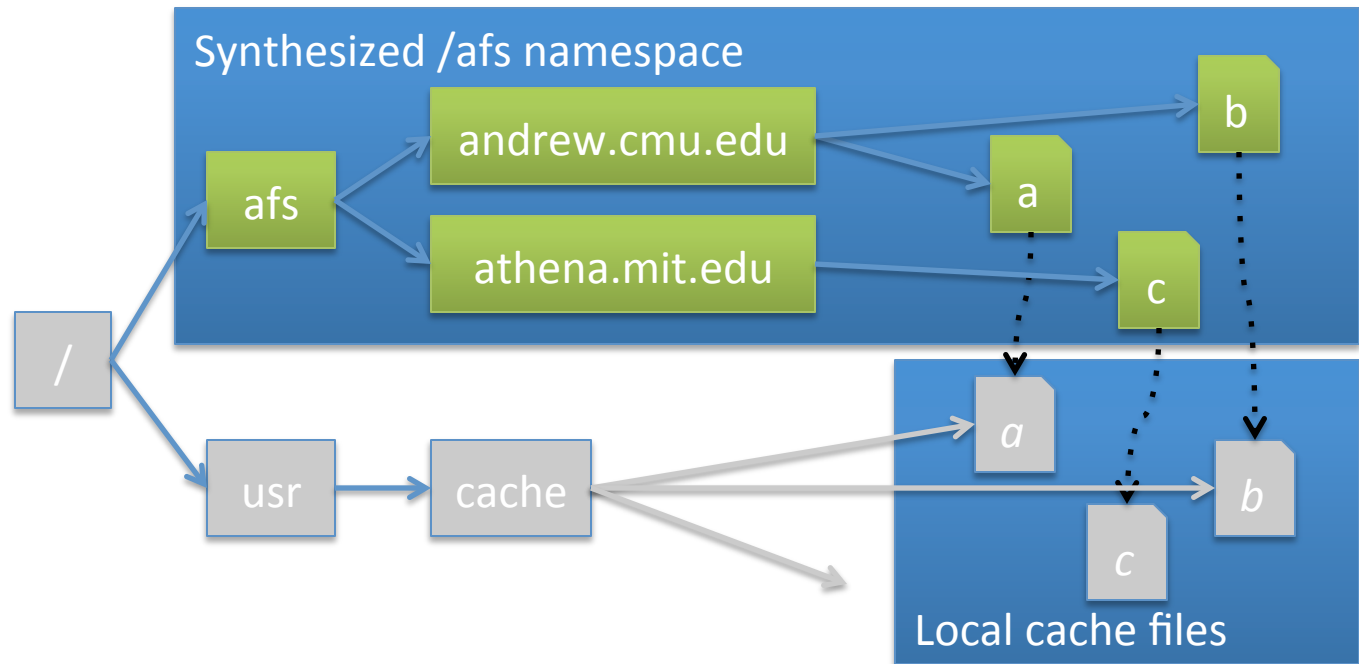 Synthesized /afs namespace
b
andrew.cmu.edu
a
afs
athena.mit.edu
c
/
a
usr
cache
b
c
Local cache files